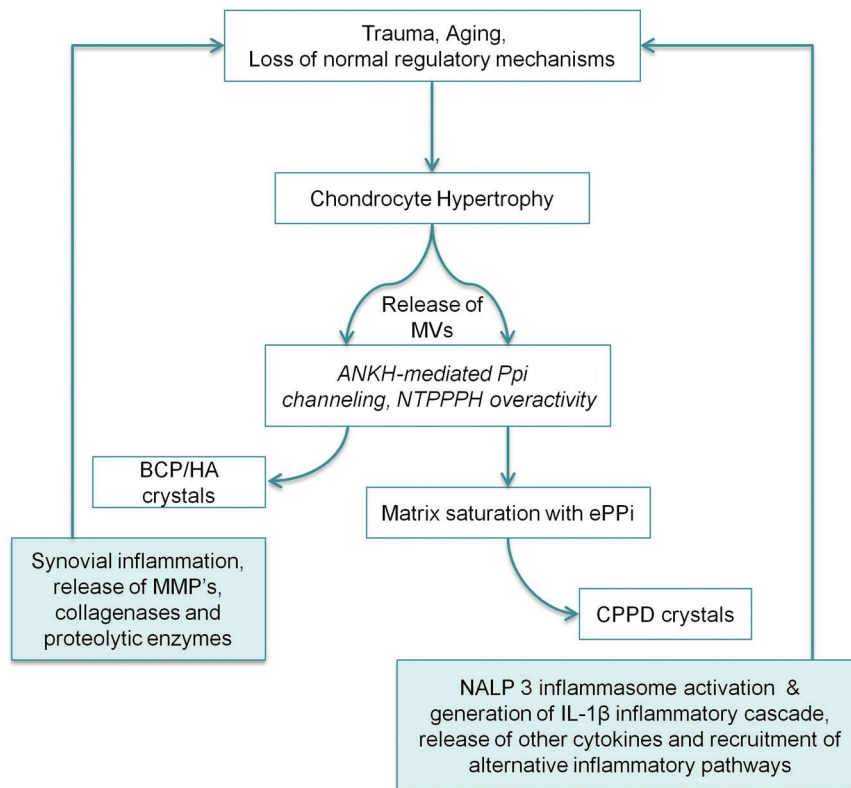 Trauma, Aging,
Loss of normal regulatory mechanisms
Chondrocyte Hypertrophy
Release of
MVs
ANKH-mediated Ppi
channeling, NTPPPH overactivity
BCP/HA
crystals
Matrix saturation with ePPi
Synovial inflammation,
release of MMP's,
collagenases and
proteolytic enzymes
CPPD crystals
NALP 3 inflammasome activation &
generation of IL-1β inflammatory cascade,
release of other cytokines and recruitment of
alternative inflammatory pathways